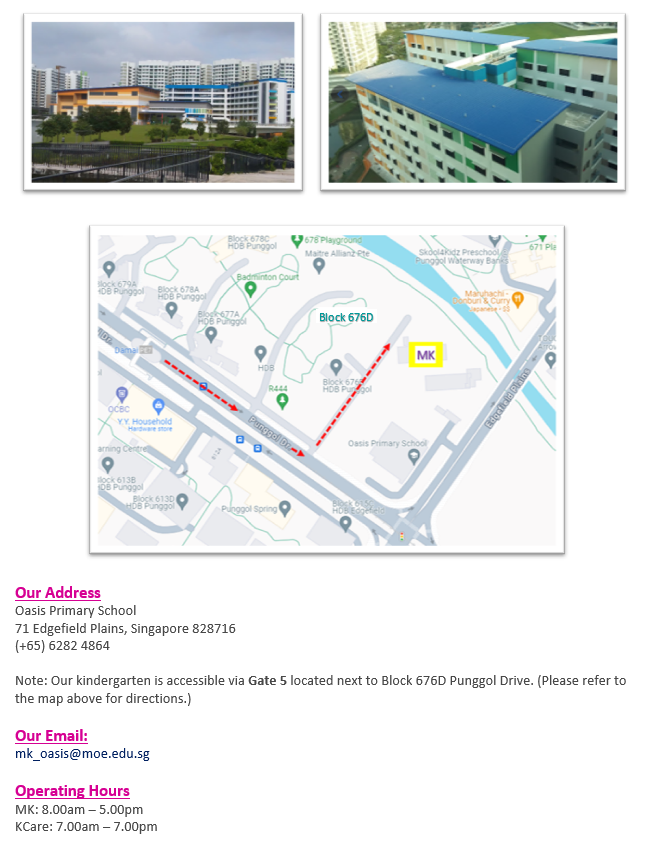 Block 678C
HDB Punggol
678 Playground
Maitre Allianz Pte
Skool4kidz Preschool
Punggol Waterway Bank
671 Pla
Block 679A
HDB Punggol
Block 678A
HDB Punggol
Badminton Court
Maruhachi -
Donburi & Curry
Japanese • $$
Block 677A
HDB Punggol
Block 676D
Damai
LRT
HDB
MK
Block 676
HDB Punggol
R444
OCBC
Y.Y. Household
Hardware store
Punggol Dr.
Edgefield Plains
Oasis Primary School
arning Centre
Block 613B
HDB Punggol
Block 613D
HDB Punggol
Punggol Spring
Block 615C
HDB Edgefield
Our Address
Oasis Primary School
71 Edgefield Plains, Singapore 828716
(+65) 6282 4864
Note: Our kindergarten is accessible via Gate 5 located next to Block 676D Punggol Drive. (Please refer to
the map above for directions.)
Our Email:
mk_oasis@moe.edu.sg
Operating Hours
MK: 8.00am – 5.00pm
KCare: 7.00am – 7.00pm